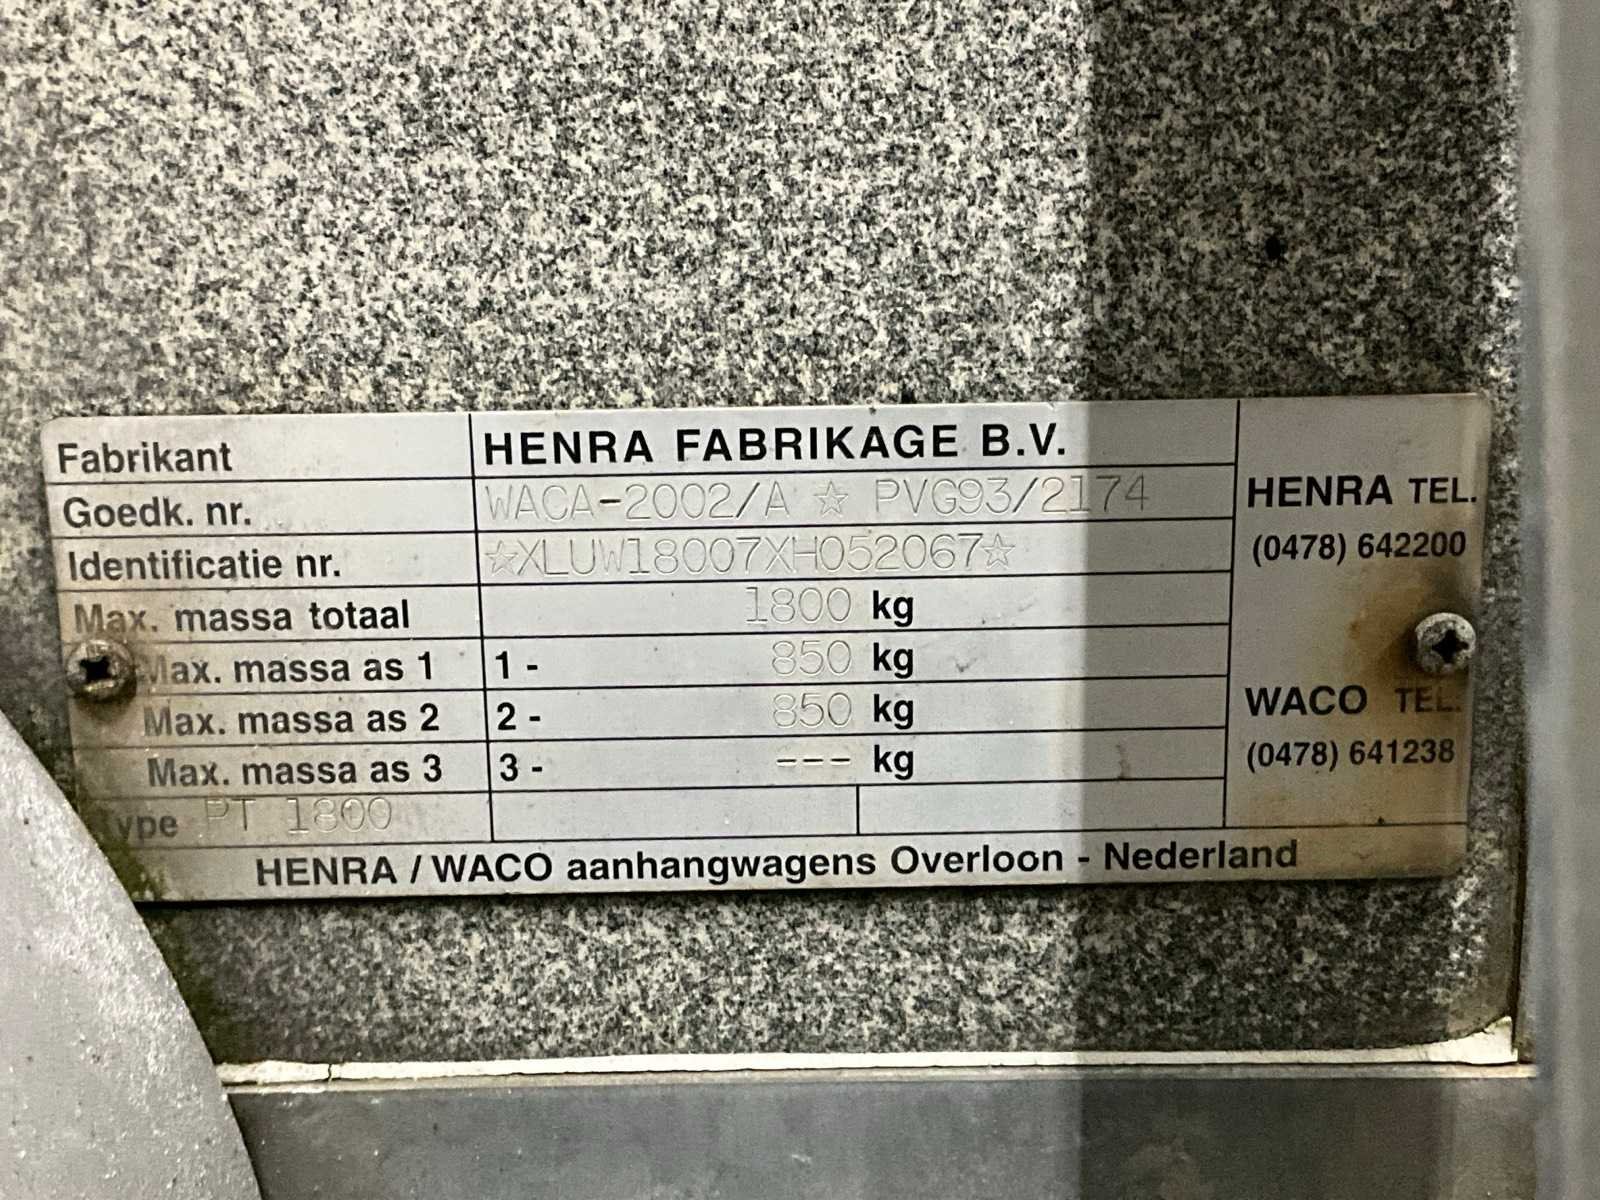 Fabrikant HENRA FABRIKAGE B.V.
Goedk. nr. WACA-2002/A ☆ PVG93/2174
Identificatie nr. ☆XLUW18007XH052067☆
Max. massa totaal 1800 kg
Max. massa as 1 1 - 850 kg
Max. massa as 2 2 - 850 kg
Max. massa as 3 3 - --- kg
Type PT 1800
HENRA TEL.
(0478) 642200
WACO TEL.
(0478) 641238
HENRA / WACO aanhangwagens Overloon - Nederland